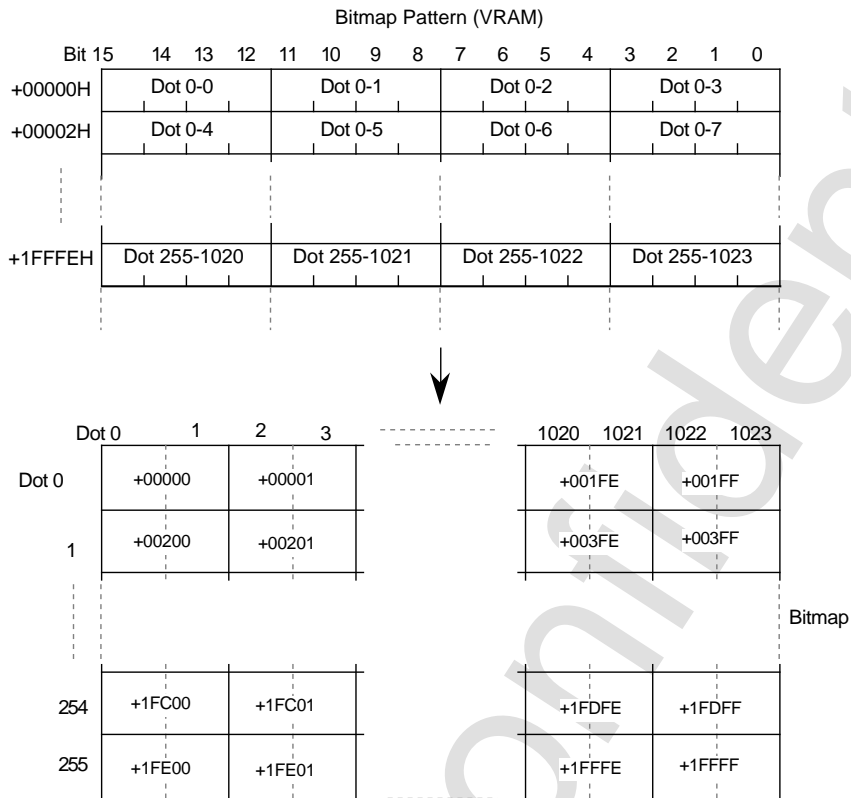 Bitmap Pattern (VRAM)
Bit 15 14 13 12 11 10 9 8 7 6 5 4 3 2 1 0
+00000H Dot 0-0 Dot 0-1 Dot 0-2 Dot 0-3
+00002H Dot 0-4 Dot 0-5 Dot 0-6 Dot 0-7
+1FFFEH Dot 255-1020 Dot 255-1021 Dot 255-1022 Dot 255-1023
Dot 0 1 2 3 1020 1021 1022 1023
Dot 0 +00000 +00001 +001FE +001FF
1 +00200 +00201 +003FE +003FF
Bitmap
254 +1FC00 +1FC01 +1FDFE +1FDFF
255 +1FE00 +1FE01 +1FFFE +1FFFF